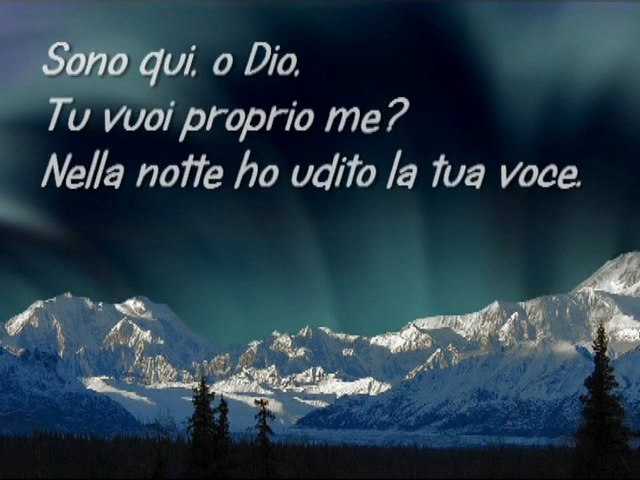 Sono qui, o Dio.
Tu vuoi proprio me?
Nella notte ho udito la tua voce.